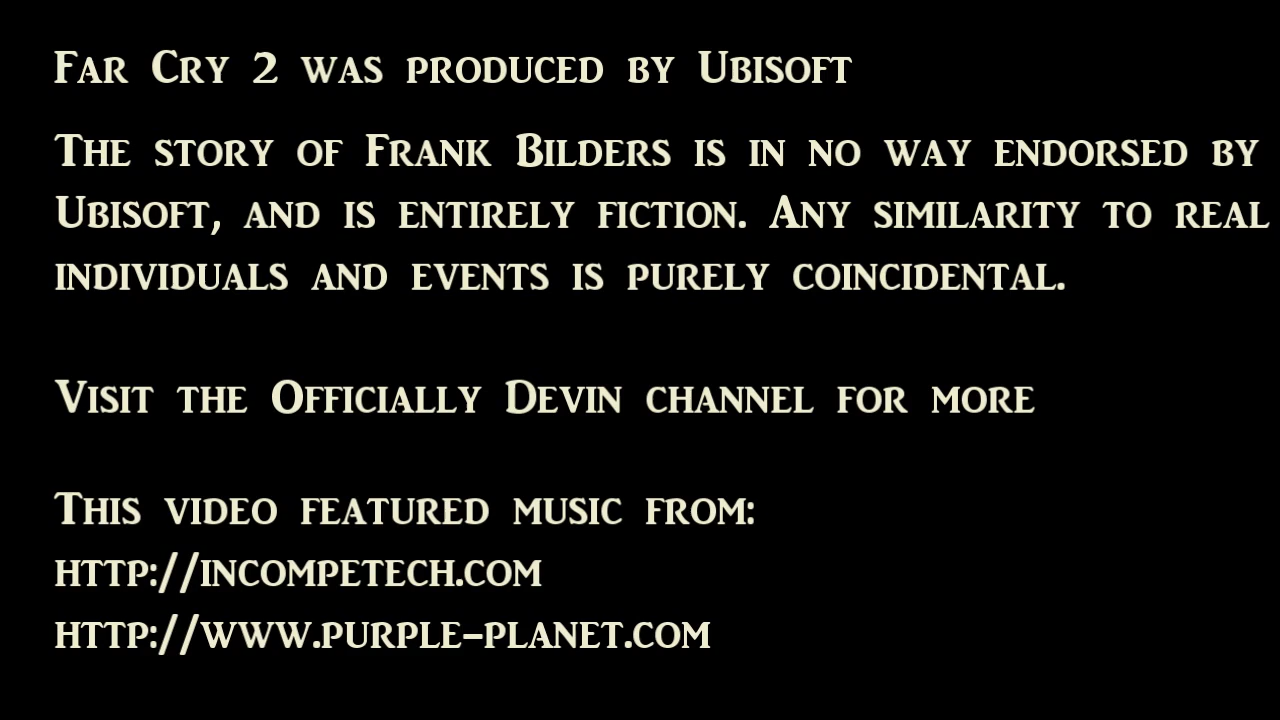 Far Cry 2 was produced by Ubisoft
The story of Frank Bilders is in no way endorsed by
Ubisoft, and is entirely fiction. Any similarity to real
individuals and events is purely coincidental.
Visit the Officially Devin channel for more
This video featured music from:
http://incompetech.com
http://www.purple-planet.com